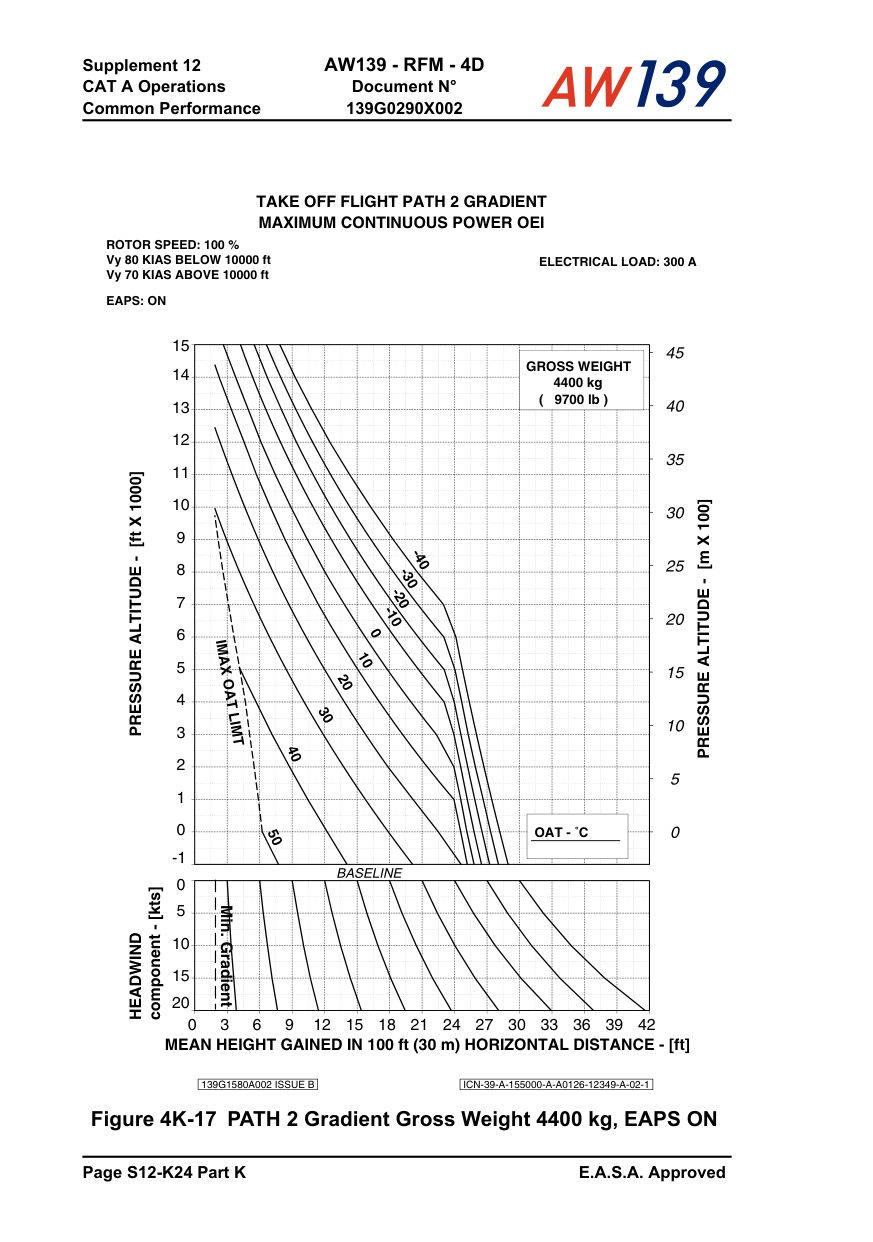 Supplement 12
CAT A Operations
Common Performance
AW139 - RFM - 4D
Document N°
139G0290X002
AW139
TAKE OFF FLIGHT PATH 2 GRADIENT
MAXIMUM CONTINUOUS POWER OEI
ROTOR SPEED: 100 %
Vy 80 KIAS BELOW 10000 ft
Vy 70 KIAS ABOVE 10000 ft
EAPS: ON
ELECTRICAL LOAD: 300 A
GROSS WEIGHT
4400 kg
( 9700 lb )
PRESSURE ALTITUDE - [ft X 1000]
15
14
13
12
11
10
9
8
7
6
5
4
3
2
1
0
-1
45
40
35
30
25
20
15
10
5
0
PRESSURE ALTITUDE - [m X 100]
-40
-30
-20
-10
0
10
20
30
40
50
IMAX OAT LIMT
OAT - °C
BASELINE
HEADWIND
component - [kts]
0
5
10
15
20
Min. Gradient
0 3 6 9 12 15 18 21 24 27 30 33 36 39 42
MEAN HEIGHT GAINED IN 100 ft (30 m) HORIZONTAL DISTANCE - [ft]
139G1580A002 ISSUE B
ICN-39-A-155000-A-A0126-12349-A-02-1
Figure 4K-17 PATH 2 Gradient Gross Weight 4400 kg, EAPS ON
Page S12-K24 Part K
E.A.S.A. Approved